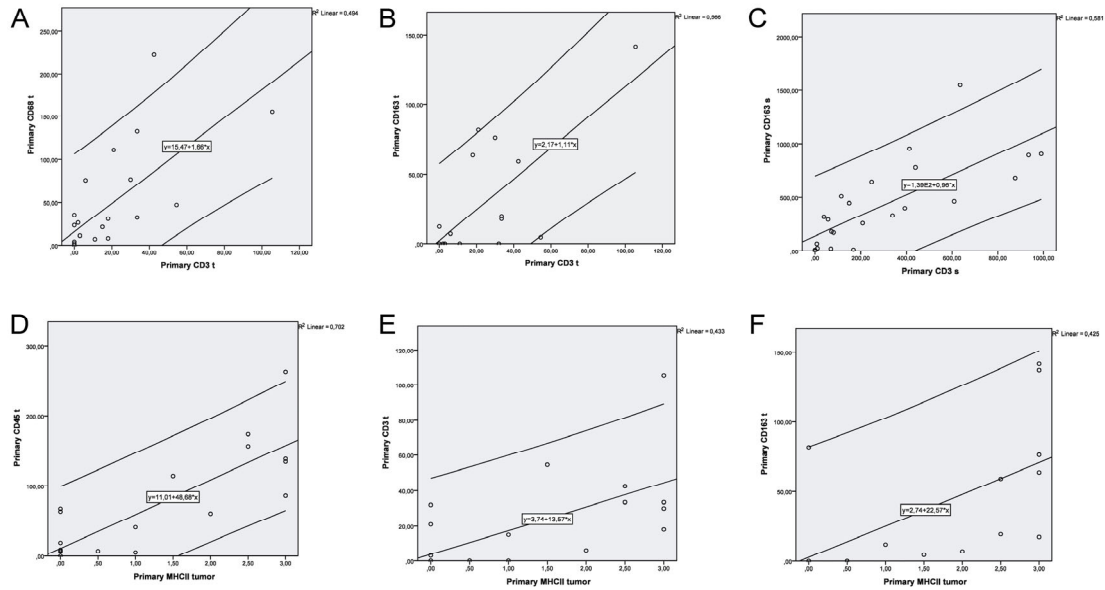 A
R² Linear = 0,494
250,00
200,00
150,00
100,00
50,00
,00
Primary CD68 t
y=15,47+1,66*x
,00 20,00 40,00 60,00 80,00 100,00 120,00
Primary CD3 t
B
150,00
100,00
50,00
,00
Primary CD163 t
y=2,17+1,11*x
,00 20,00 40,00 60,00 80,00 100,00 120,00
Primary CD3 t
C
R² Linear = 0,581
2000,00
1500,00
1000,00
500,00
,00
Primary CD163 s
y=1,39E2+0,96*x
,00 200,00 400,00 600,00 800,00 1000,00
Primary CD3 s
D
R² Linear = 0,702
300,00
200,00
100,00
,00
Primary CD45 t
y=11,01+48,68*x
,00 ,50 1,00 1,50 2,00 2,50 3,00
Primary MHCII tumor
E
R² Linear = 0,433
120,00
100,00
80,00
60,00
40,00
20,00
,00
Primary CD3 t
y=3,74+13,57*x
,00 ,50 1,00 1,50 2,00 2,50 3,00
Primary MHCII tumor
F
R² Linear = 0,425
150,00
100,00
50,00
,00
Primary CD163 t
y=2,74+22,57*x
,00 ,50 1,00 1,50 2,00 2,50 3,00
Primary MHCII tumor